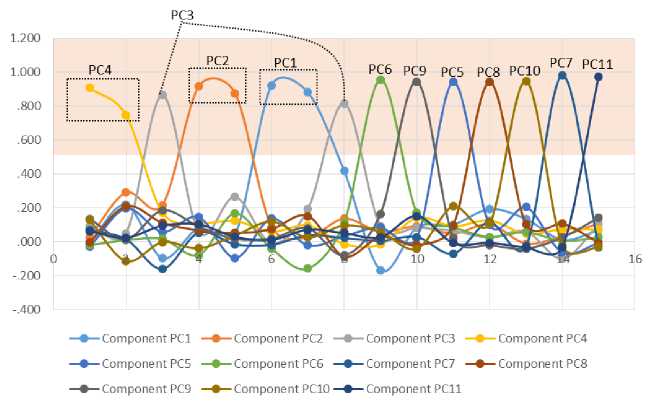 PC3
1.200
PC4 PC2 PC1 PC6 PC9 PC5 PC8 PC10 PC7 PC11
1.000
.800
.600
.400
.200
.000
0 2 4 6 8 10 12 14 16
-.200
-.400
Component PC1 Component PC2 Component PC3 Component PC4
Component PC5 Component PC6 Component PC7 Component PC8
Component PC9 Component PC10 Component PC11